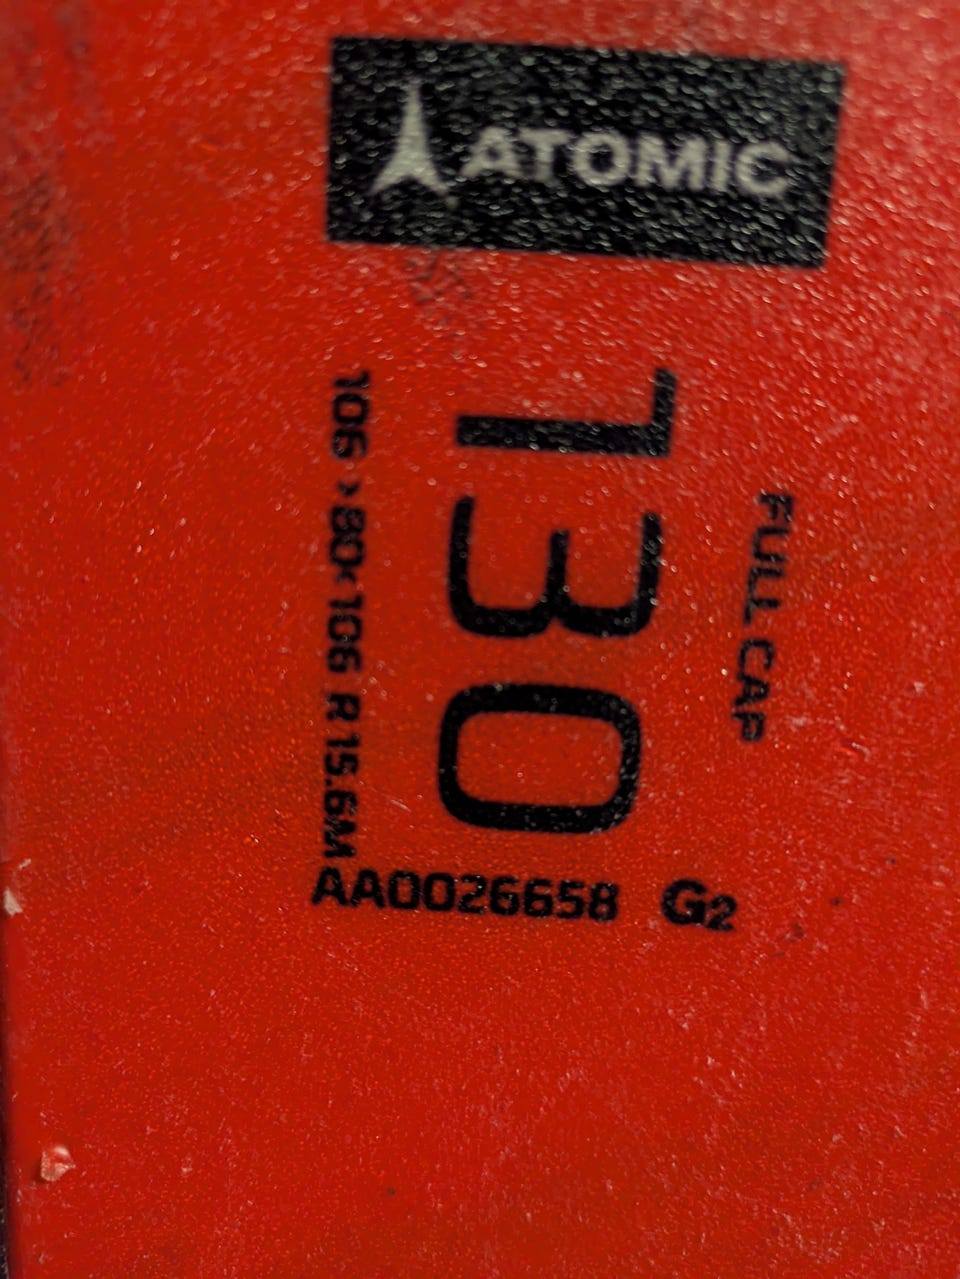 ATOMIC
FULL CAP
130
106 >80<106 R 15.6M
AA0026658 G2